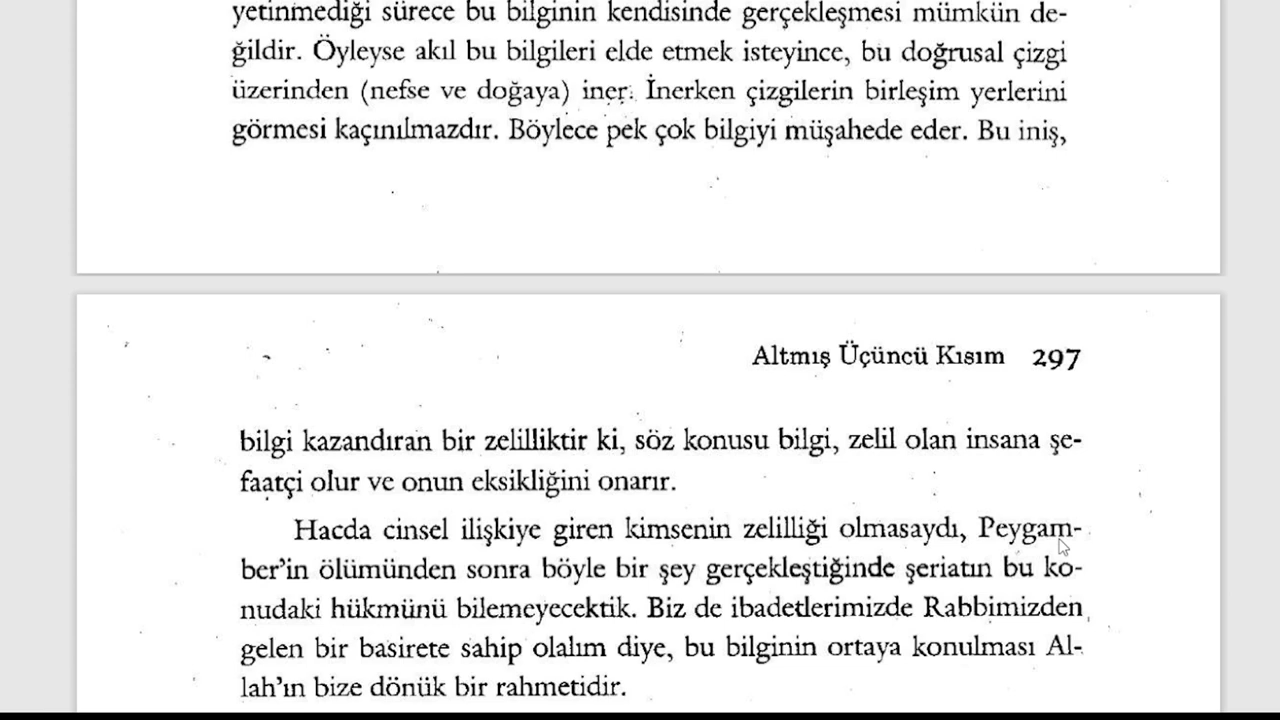 yetinmediği sürece bu bilginin kendisinde gerçekleşmesi mümkün de-
ğildir. Öyleyse akıl bu bilgileri elde etmek isteyince, bu doğrusal çizgi
üzerinden (nefse ve doğaya) iner. İnerken çizgilerin birleşim yerlerini
görmesi kaçınılmazdır. Böylece pek çok bilgiyi müşahede eder. Bu iniş,
Altmış Üçüncü Kısım 297
bilgi kazandıran bir zelilliktir ki, söz konusu bilgi, zelil olan insana şe-
faatçi olur ve onun eksikliğini onarır.
Hacda cinsel ilişkiye giren kimsenin zelilliği olmasaydı, Peygam-
ber'in ölümünden sonra böyle bir şey gerçekleştiğinde şeriatın bu ko-
nudaki hükmünü bilemeyecektik. Biz de ibadetlerimizde Rabbimizden
gelen bir basirete sahip olalım diye, bu bilginin ortaya konulması Al-
lah'ın bize dönük bir rahmetidir.